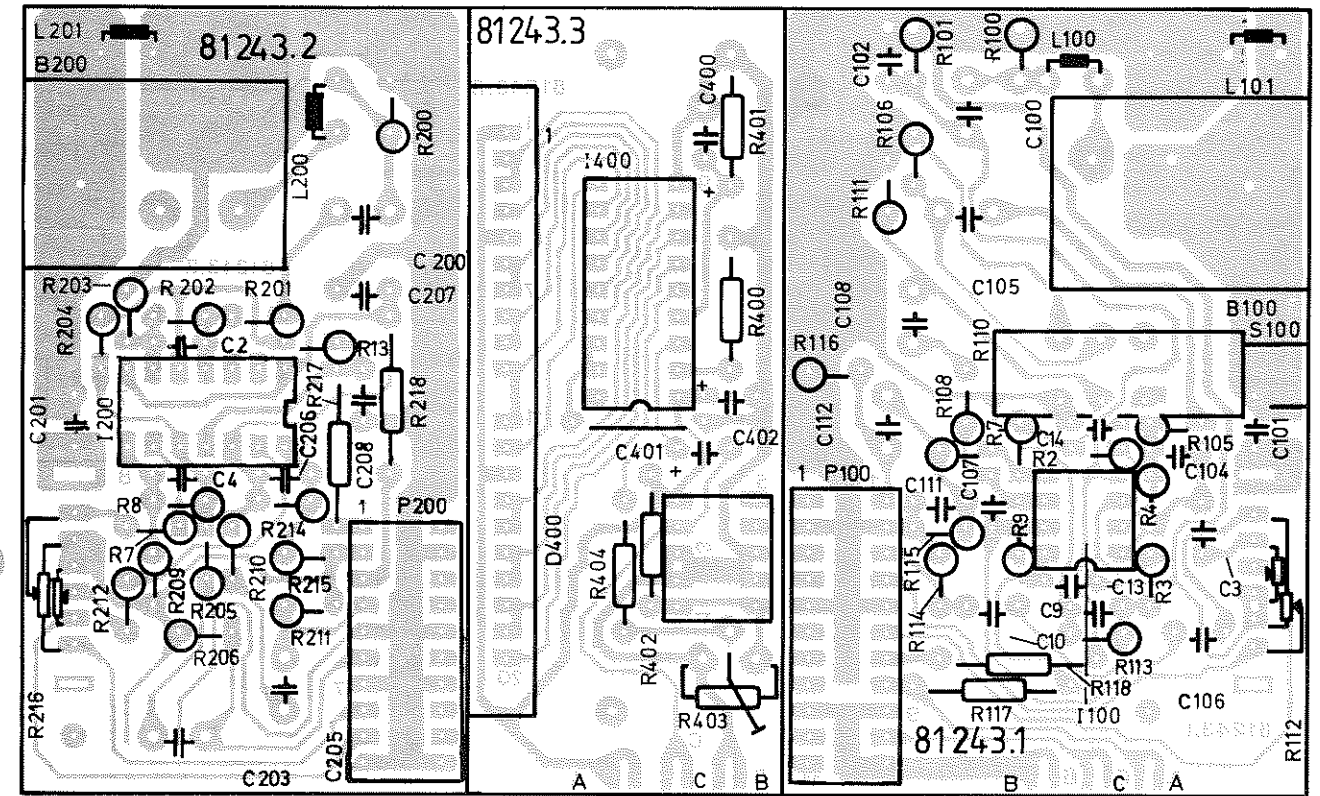 L201
81243.2
B200
L200
R200
C200
C207
R203
R202
R201
R204
C2
R13
R217
R218
C201
I200
C206
C208
C4
R8
R214
1
P200
R7
R212
R209
R205
R210
R215
R211
R206
R216
C205
C203
81243.3
1
I400
C400
R401
+
R400
+
C401
C402
+
D400
R404
R402
R403
A
C
B
C102
R101
R100
L100
L101
R106
C100
R111
C105
C108
B100
S100
R110
R116
R108
C112
R7
C14
R2
R105
C104
C101
1
P100
C111
C107
R9
R4
R115
R114
C9
C13
R3
C3
C10
R113
R118
R117
I100
C106
R112
81243.1
B
C
A